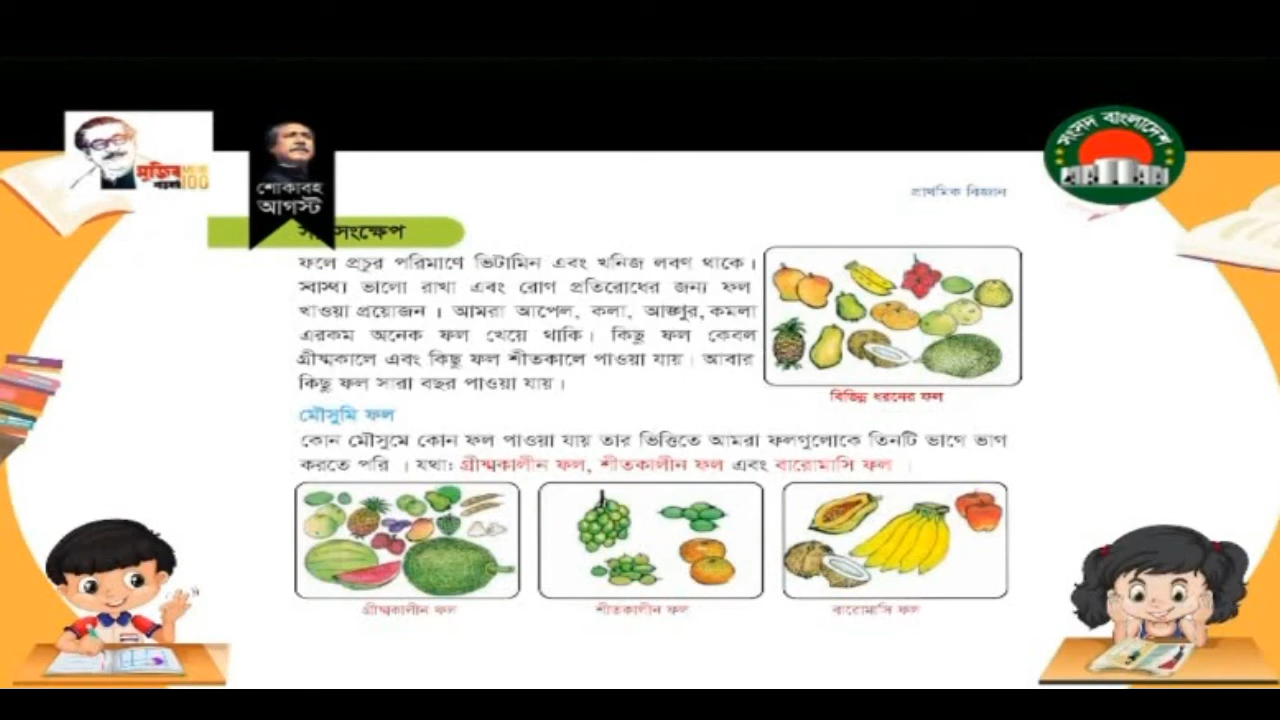 মুজিব
100
শোকাবহ
আগস্ট
সংসদ বাংলাদেশ
প্রাথমিক বিজ্ঞান
সংক্ষেপ
ফলে প্রচুর পরিমাণে ভিটামিন এবং খনিজ লবণ থাকে।
স্বাস্থ্য ভালো রাখা এবং রোগ প্রতিরোধের জন্য ফল
খাওয়া প্রয়োজন । আমরা আপেল, কলা, আঙ্গুর, কমলা
এরকম অনেক ফল খেয়ে থাকি। কিছু ফল কেবল
গ্রীষ্মকালে এবং কিছু ফল শীতকালে পাওয়া যায়। আবার
কিছু ফল সারা বছর পাওয়া যায়।
বিভিন্ন ধরনের ফল
মৌসুমি ফল
কোন মৌসুমে কোন ফল পাওয়া যায় তার ভিত্তিতে আমরা ফলগুলোকে তিনটি ভাগে ভাগ
করতে পরি । যথা: গ্রীষ্মকালীন ফল, শীতকালীন ফল এবং বারোমাসি ফল ।
গ্রীষ্মকালীন ফল
শীতকালীন ফল
বারোমাসি ফল